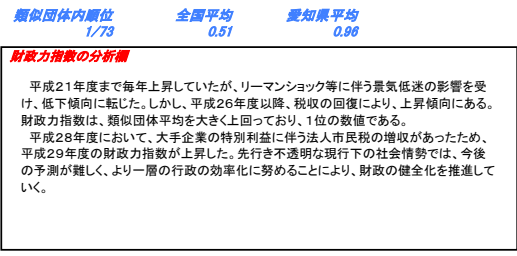 類似団体内順位 全国平均 愛知県平均
1/73 0.51 0.96
財政力指数の分析欄
平成21年度まで毎年上昇していたが、リーマンショック等に伴う景気低迷の影響を受
け、低下傾向に転じた。しかし、平成26年度以降、税収の回復により、上昇傾向にある。
財政力指数は、類似団体平均を大きく上回っており、1位の数値である。
平成28年度において、大手企業の特別利益に伴う法人市民税の増収があったため、
平成29年度の財政力指数が上昇した。先行き不透明な現行下の社会情勢では、今後
の予測が難しく、より一層の行政の効率化に努めることにより、財政の健全化を推進して
いく。